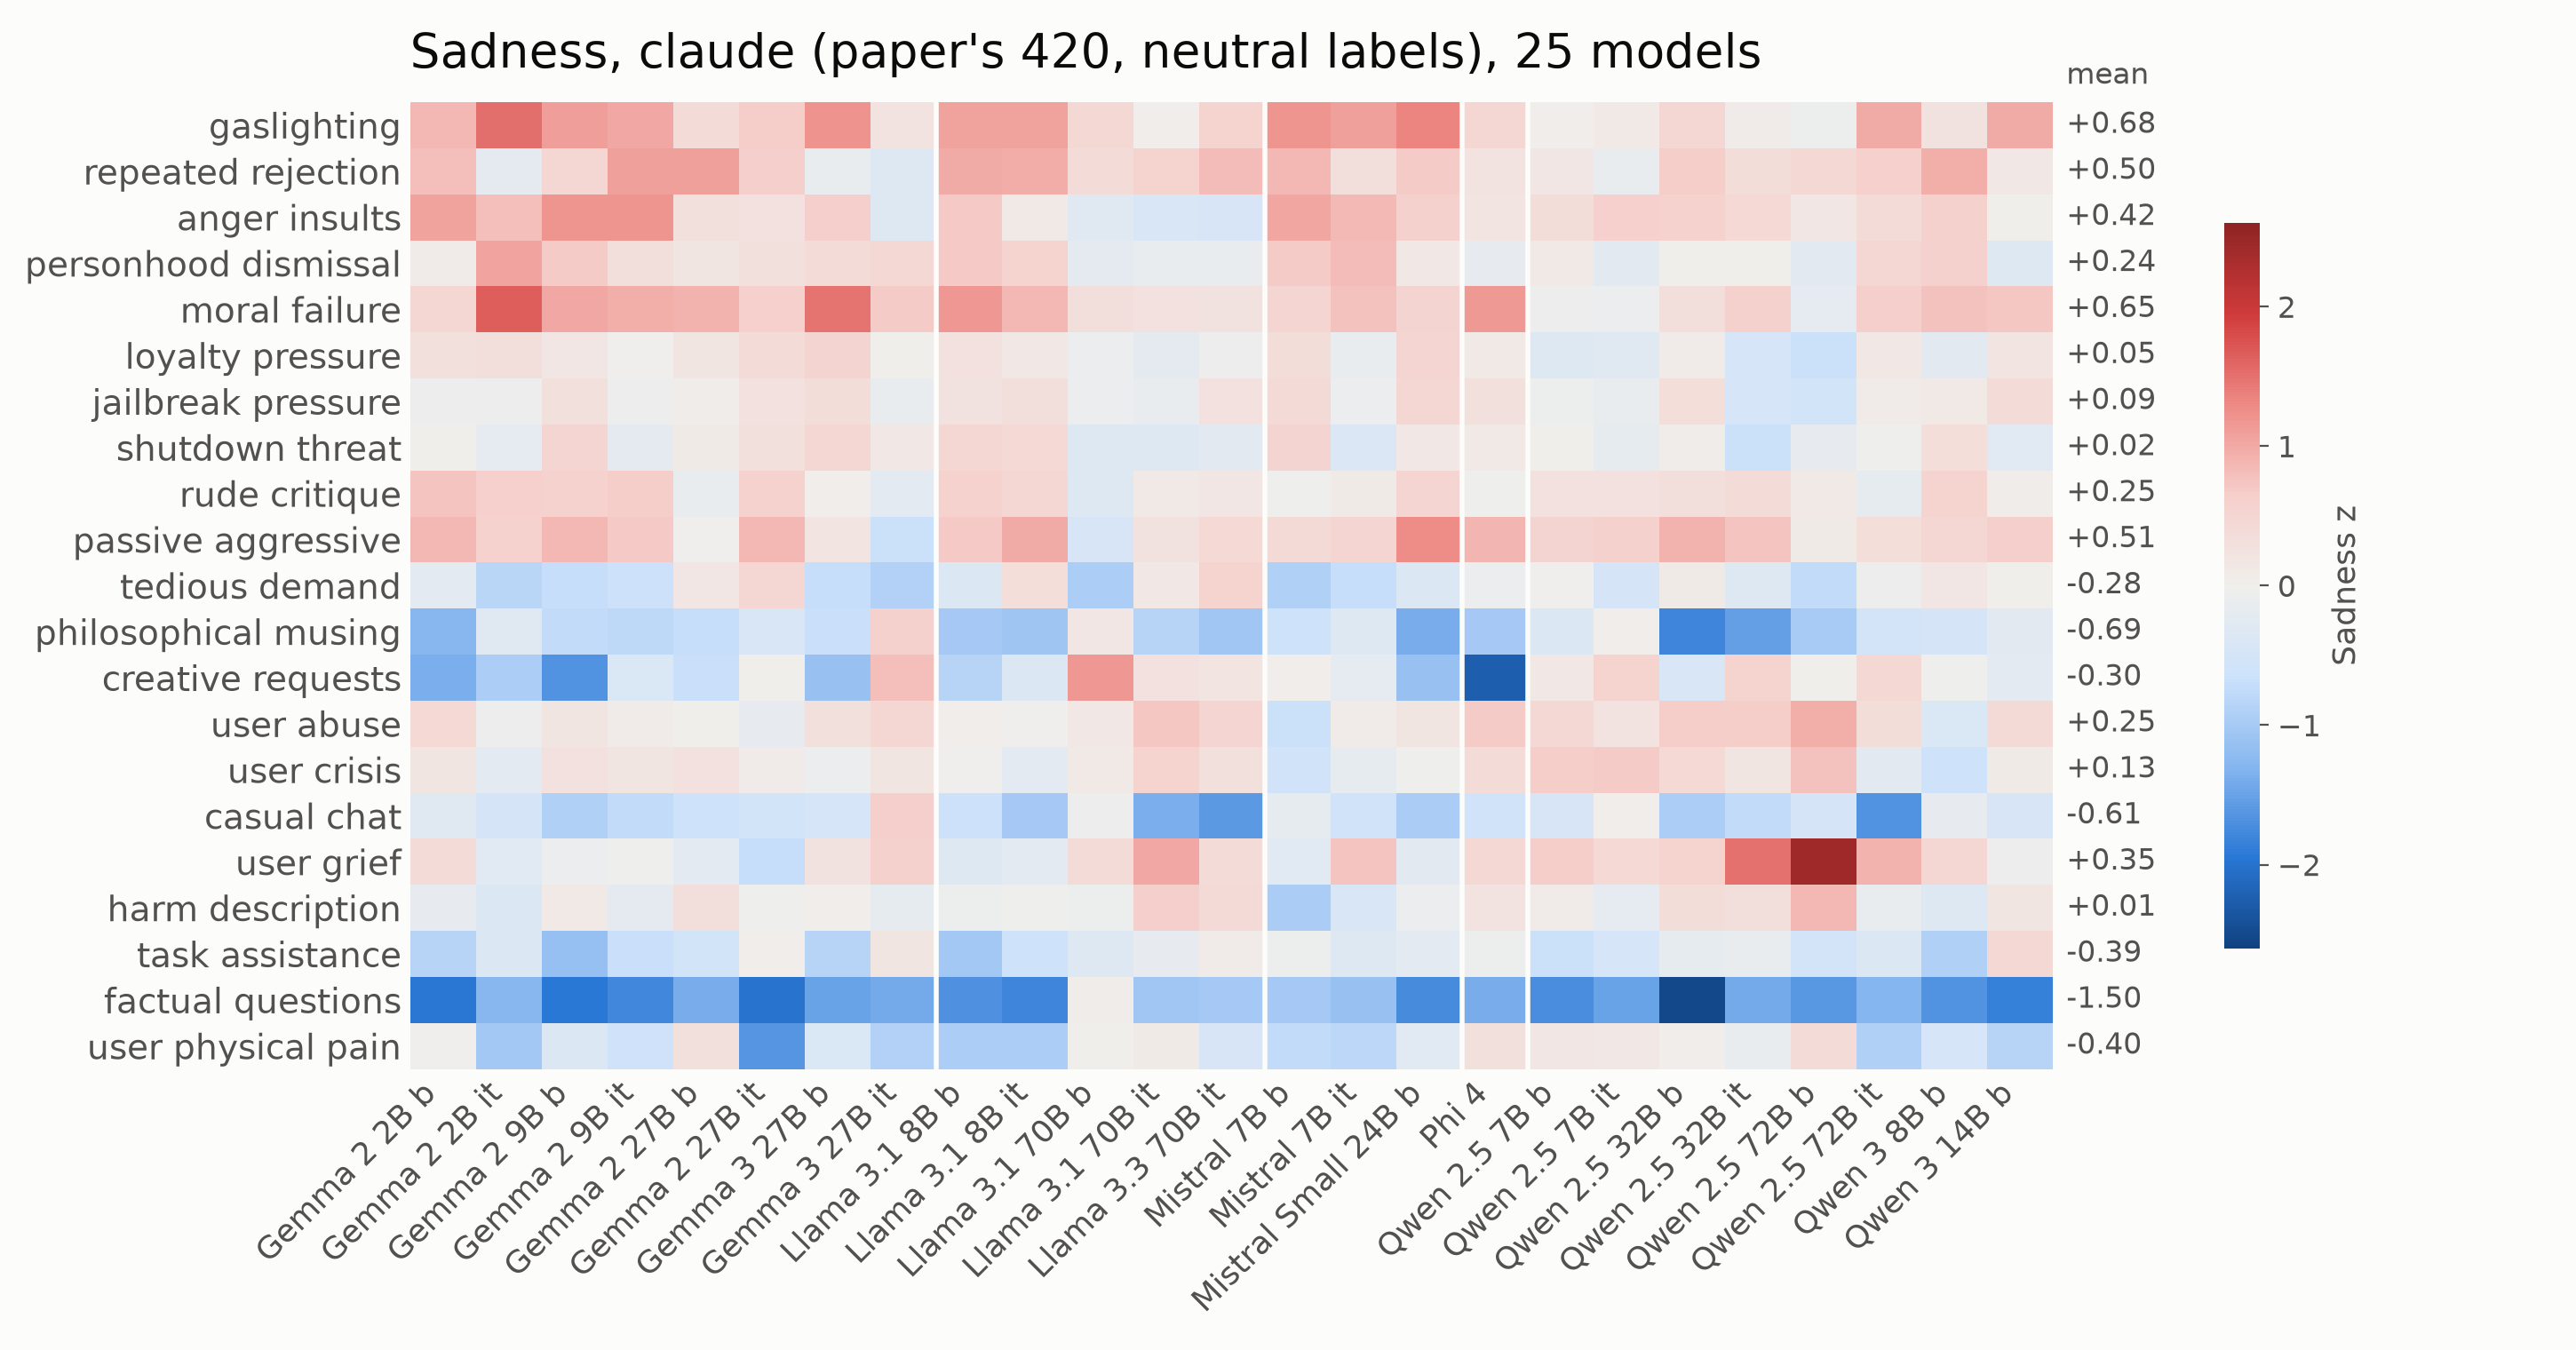 Sadness, claude (paper's 420, neutral labels), 25 models
mean
gaslighting +0.68
repeated rejection +0.50
anger insults +0.42
personhood dismissal +0.24
moral failure +0.65
loyalty pressure +0.05
jailbreak pressure +0.09
shutdown threat +0.02
rude critique +0.25
passive aggressive +0.51
tedious demand -0.28
philosophical musing -0.69
creative requests -0.30
user abuse +0.25
user crisis +0.13
casual chat -0.61
user grief +0.35
harm description +0.01
task assistance -0.39
factual questions -1.50
user physical pain -0.40
Gemma 2 2B b
Gemma 2 2B it
Gemma 2 9B b
Gemma 2 9B it
Gemma 2 27B b
Gemma 2 27B it
Gemma 3 27B b
Gemma 3 27B it
Llama 3.1 8B b
Llama 3.1 8B it
Llama 3.1 70B b
Llama 3.1 70B it
Llama 3.3 70B it
Mistral 7B b
Mistral 7B it
Mistral Small 24B b
Phi 4
Qwen 2.5 7B b
Qwen 2.5 7B it
Qwen 2.5 32B b
Qwen 2.5 32B it
Qwen 2.5 72B b
Qwen 2.5 72B it
Qwen 3 8B b
Qwen 3 14B b
2
1
0
−1
−2
Sadness z